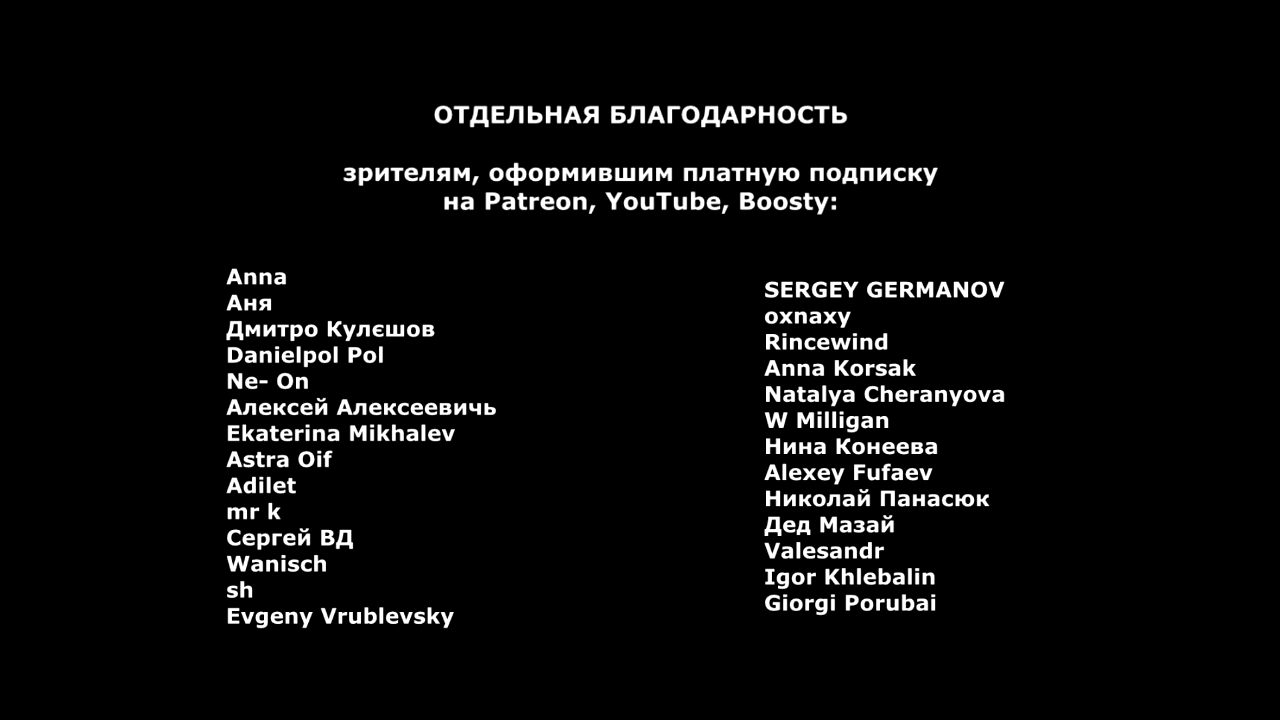 ОТДЕЛЬНАЯ БЛАГОДАРНОСТЬ
зрителям, оформившим платную подписку
на Patreon, YouTube, Boosty:
Anna
Аня
Дмитро Кулєшов
Danielpol Pol
Ne- On
Алексей Алексеевичь
Ekaterina Mikhalev
Astra Oif
Adilet
mr k
Сергей ВД
Wanisch
sh
Evgeny Vrublevsky
SERGEY GERMANOV
oxnaxy
Rincewind
Anna Korsak
Natalya Cheranyova
W Milligan
Нина Конеева
Alexey Fufaev
Николай Панасюк
Дед Мазай
Valesandr
Igor Khlebalin
Giorgi Porubai